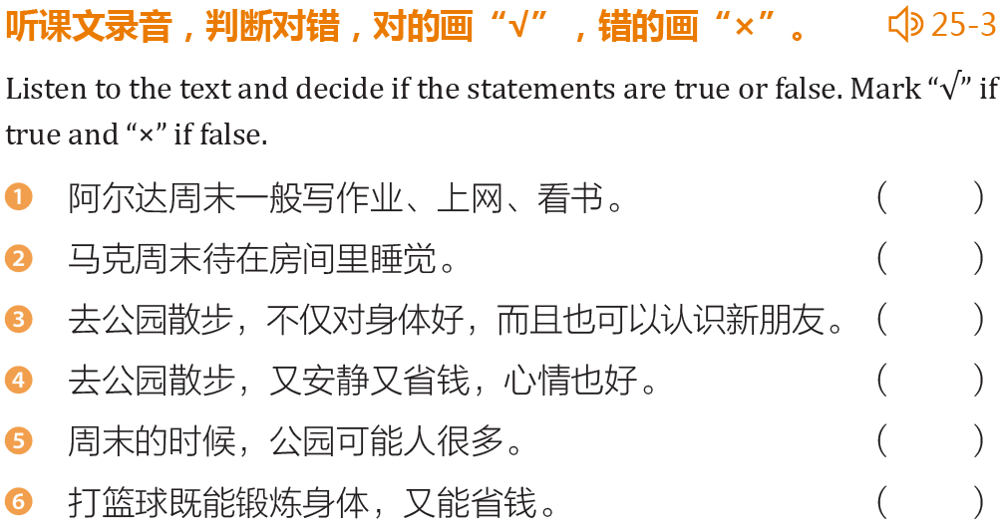 听课文录音，判断对错，对的画“√”，错的画“×”。 25-3
Listen to the text and decide if the statements are true or false. Mark “√” if
true and “×” if false.
1 阿尔达周末一般写作业、上网、看书。 （ ）
2 马克周末待在房间里睡觉。 （ ）
3 去公园散步，不仅对身体好，而且也可以认识新朋友。 （ ）
4 去公园散步，又安静又省钱，心情也好。 （ ）
5 周末的时候，公园可能人很多。 （ ）
6 打篮球既能锻炼身体，又能省钱。 （ ）